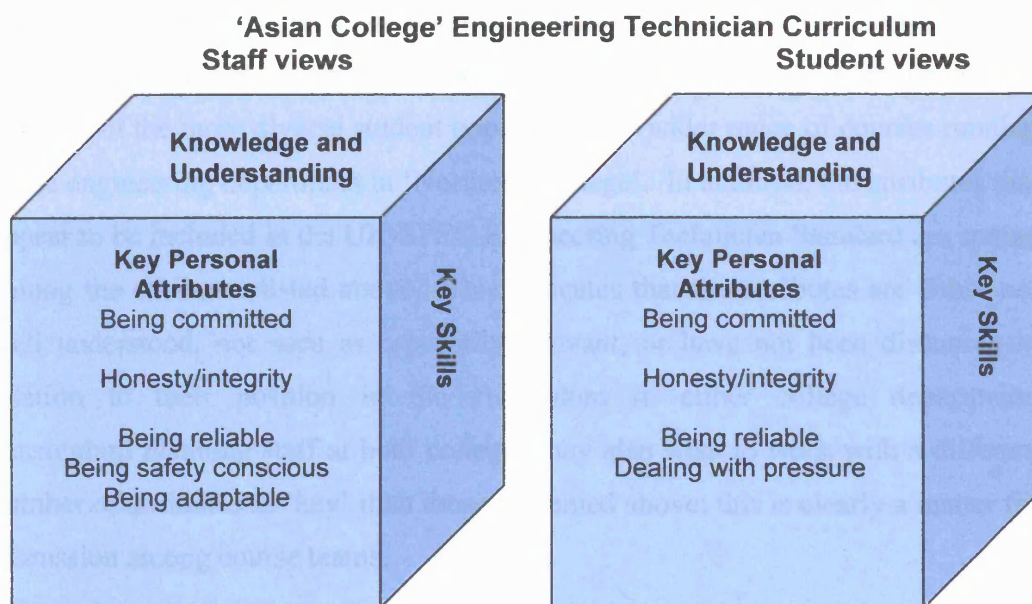 ‘Asian College’ Engineering Technician Curriculum
Staff views
Student views
Knowledge and
Understanding
Key Personal
Attributes
Being committed
Honesty/integrity
Being reliable
Being safety conscious
Being adaptable
Key Skills
Knowledge and
Understanding
Key Personal
Attributes
Being committed
Honesty/integrity
Being reliable
Dealing with pressure
Key Skills